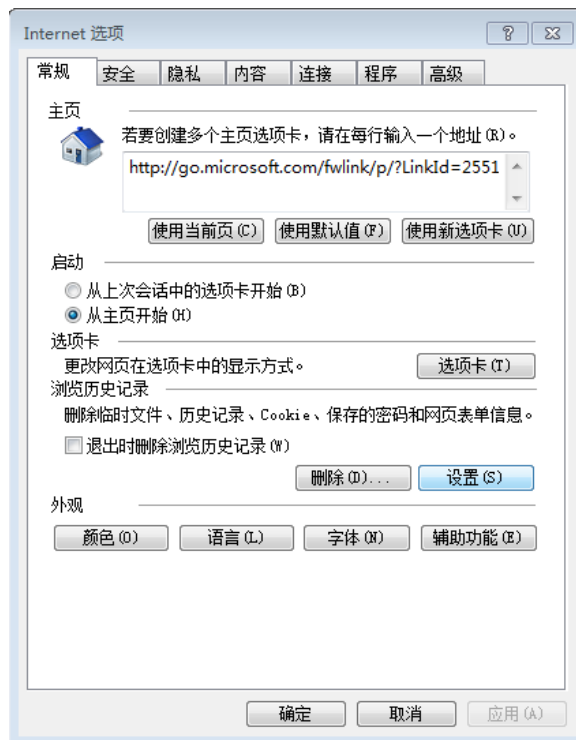 Internet 选项
常规 安全 隐私 内容 连接 程序 高级
主页
若要创建多个主页选项卡，请在每行输入一个地址(R)。
http://go.microsoft.com/fwlink/p/?LinkId=2551
使用当前页(C) 使用默认值(F) 使用新选项卡(U)
启动
从上次会话中的选项卡开始(B)
从主页开始(H)
选项卡
更改网页在选项卡中的显示方式。 选项卡(T)
浏览历史记录
删除临时文件、历史记录、Cookie、保存的密码和网页表单信息。
退出时删除浏览历史记录(W)
删除(D)... 设置(S)
外观
颜色(O) 语言(L) 字体(N) 辅助功能(E)
确定 取消 应用(A)